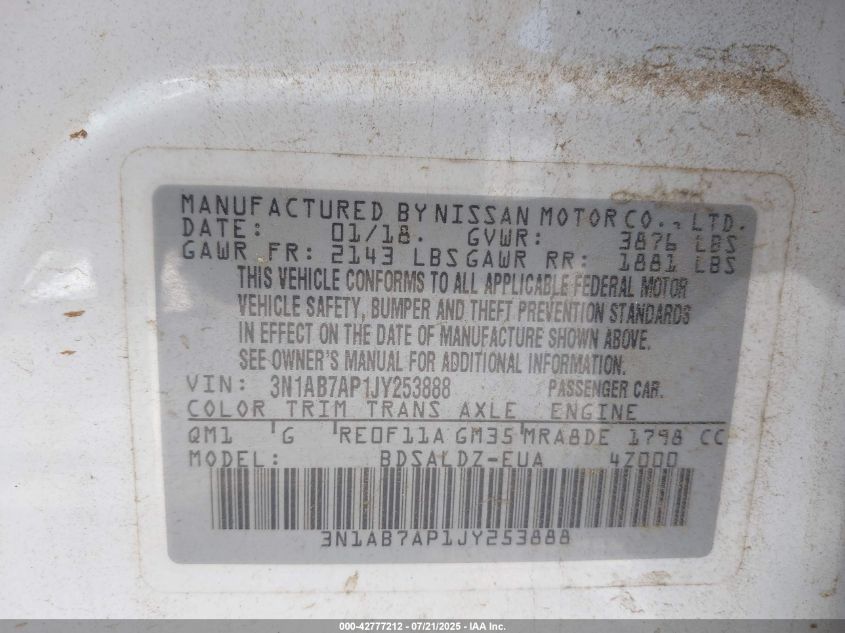 MANUFACTURED BY NISSAN MOTOR CO., LTD.
DATE: 01/18. GVWR: 3876 LBS
GAWR FR: 2143 LBS GAWR RR: 1881 LBS
THIS VEHICLE CONFORMS TO ALL APPLICABLE FEDERAL MOTOR
VEHICLE SAFETY, BUMPER AND THEFT PREVENTION STANDARDS
IN EFFECT ON THE DATE OF MANUFACTURE SHOWN ABOVE.
SEE OWNER'S MANUAL FOR ADDITIONAL INFORMATION.
VIN: 3N1AB7AP1JY253888 PASSENGER CAR.
COLOR TRIM TRANS AXLE ENGINE
QM1 G RE0F11A GM35 MRA8DE 1798 CC
MODEL: BDSALDZ-EUA 4Z000
3N1AB7AP1JY253888
000-42777212 - 07/21/2025 - IAA Inc.